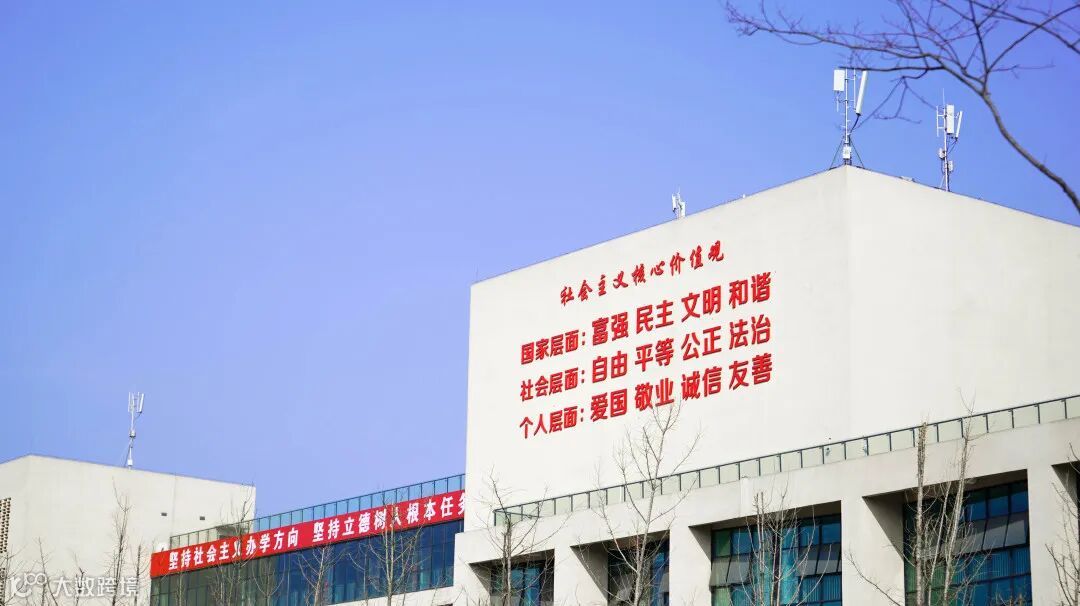 社会主义核心价值观
国家层面：富强 民主 文明 和谐
社会层面：自由 平等 公正 法治
个人层面：爱国 敬业 诚信 友善
坚持社会主义办学方向 坚持立德树人根本任务
大数跨境